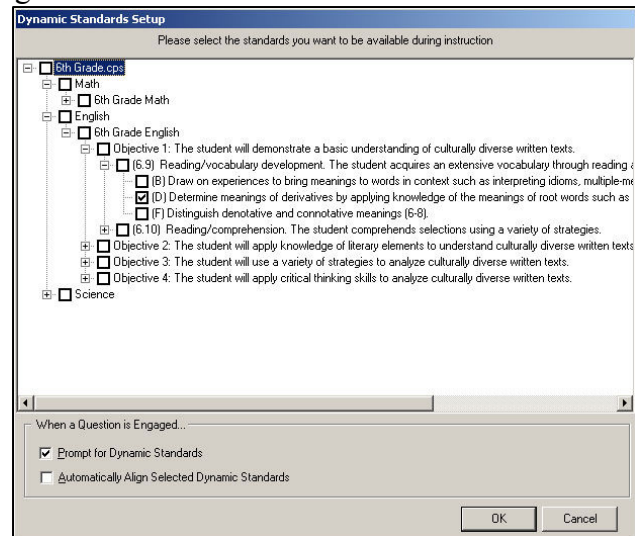 Dynamic Standards Setup
Please select the standards you want to be available during instruction
6th Grade.cps
Math
6th Grade Math
English
6th Grade English
Objective 1: The student will demonstrate a basic understanding of culturally diverse written texts.
(6.9) Reading/vocabulary development. The student acquires an extensive vocabulary through reading
(B) Draw on experiences to bring meanings to words in context such as interpreting idioms,
(D) Determine meanings of derivatives by applying knowledge of the meanings of root words such as
(F) Distinguish denotative and connotative meanings (6-8).
(6.10) Reading/comprehension. The student comprehends selections using a variety of strategies.
Objective 2: The student will apply knowledge of literary elements to understand culturally diverse written texts
Objective 3: The student will use a variety of strategies to analyze culturally diverse written texts.
Objective 4: The student will apply critical thinking skills to analyze culturally diverse written texts.
Science
When a Question is Engaged...
Prompt for Dynamic Standards
Automatically Align Selected Dynamic Standards
OK Cancel